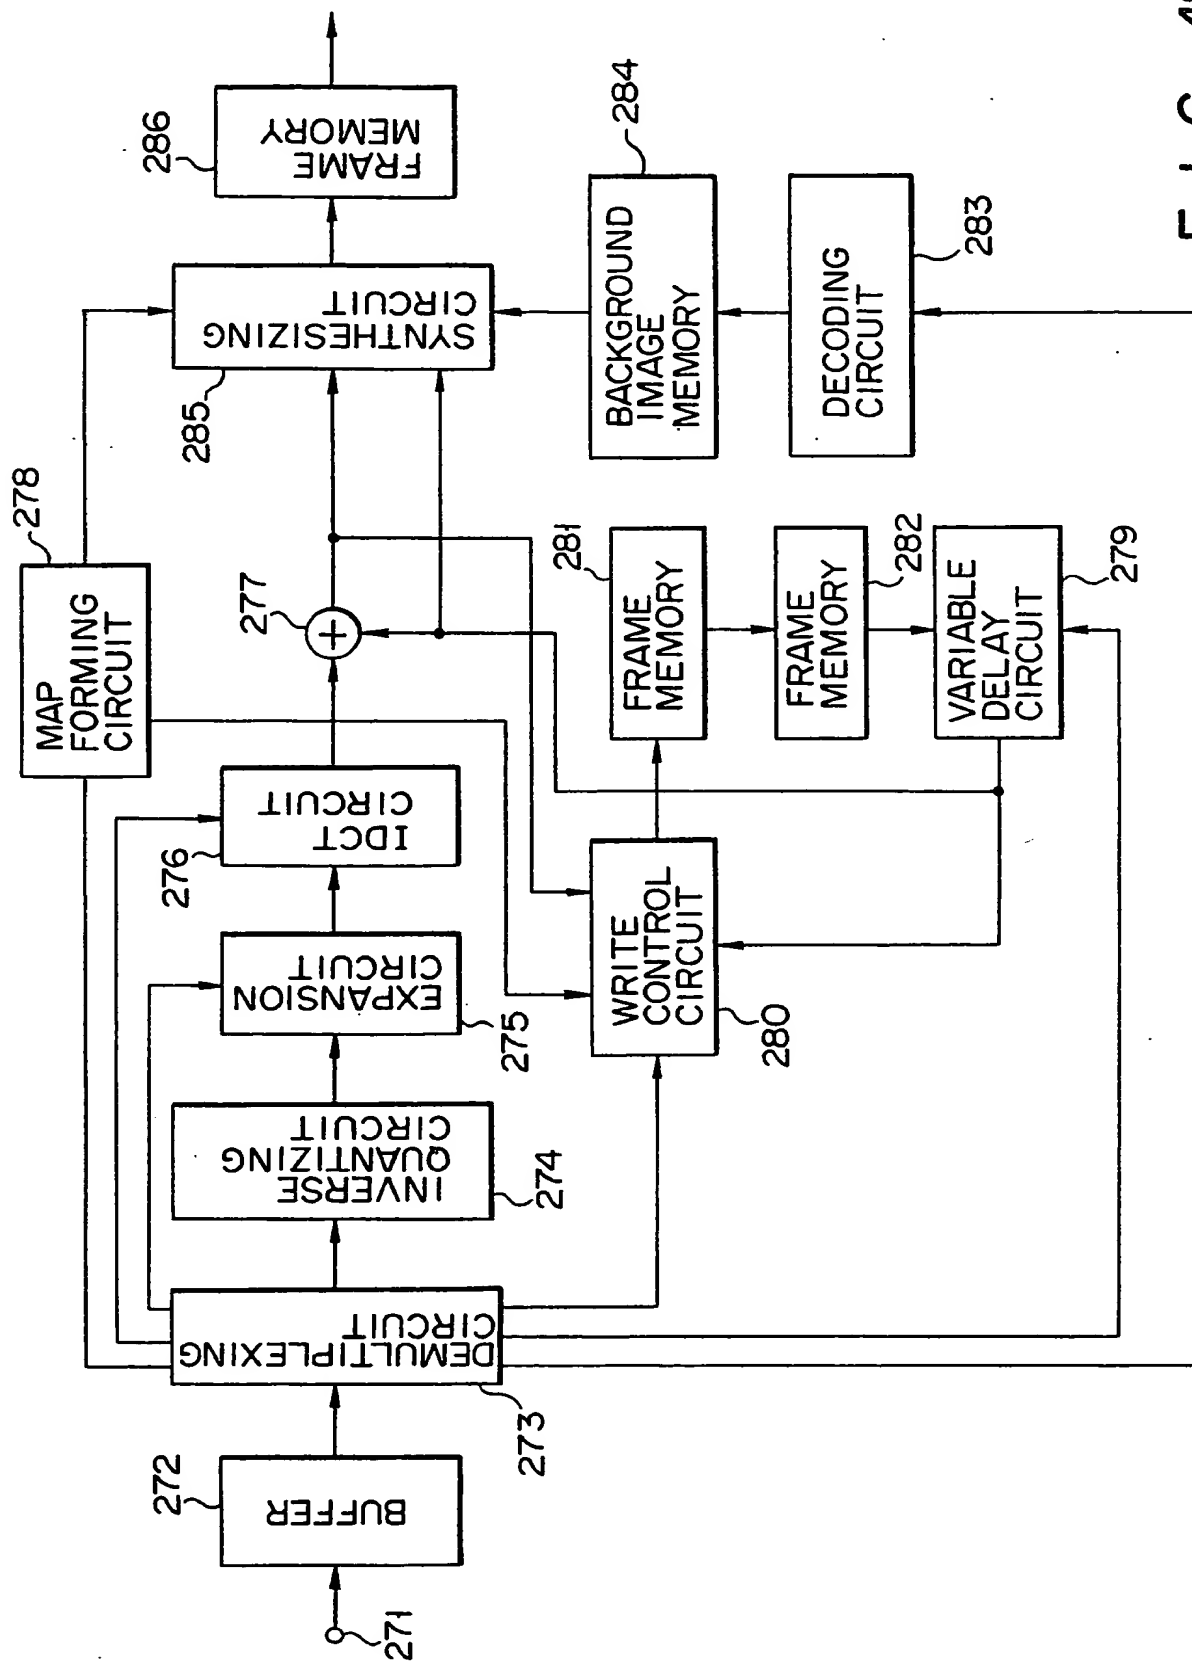 278
MAP
FORMING
CIRCUIT
286
FRAME
MEMORY
285
SYNTHESIZING
CIRCUIT
277
+
276
IDCT
CIRCUIT
275
EXPANSION
CIRCUIT
274
INVERSE
QUANTIZING
CIRCUIT
273
DEMULTIPLEXING
CIRCUIT
272
BUFFER
271
284
BACKGROUND
IMAGE
MEMORY
283
DECODING
CIRCUIT
281
FRAME
MEMORY
282
FRAME
MEMORY
279
VARIABLE
DELAY
CIRCUIT
280
WRITE
CONTROL
CIRCUIT